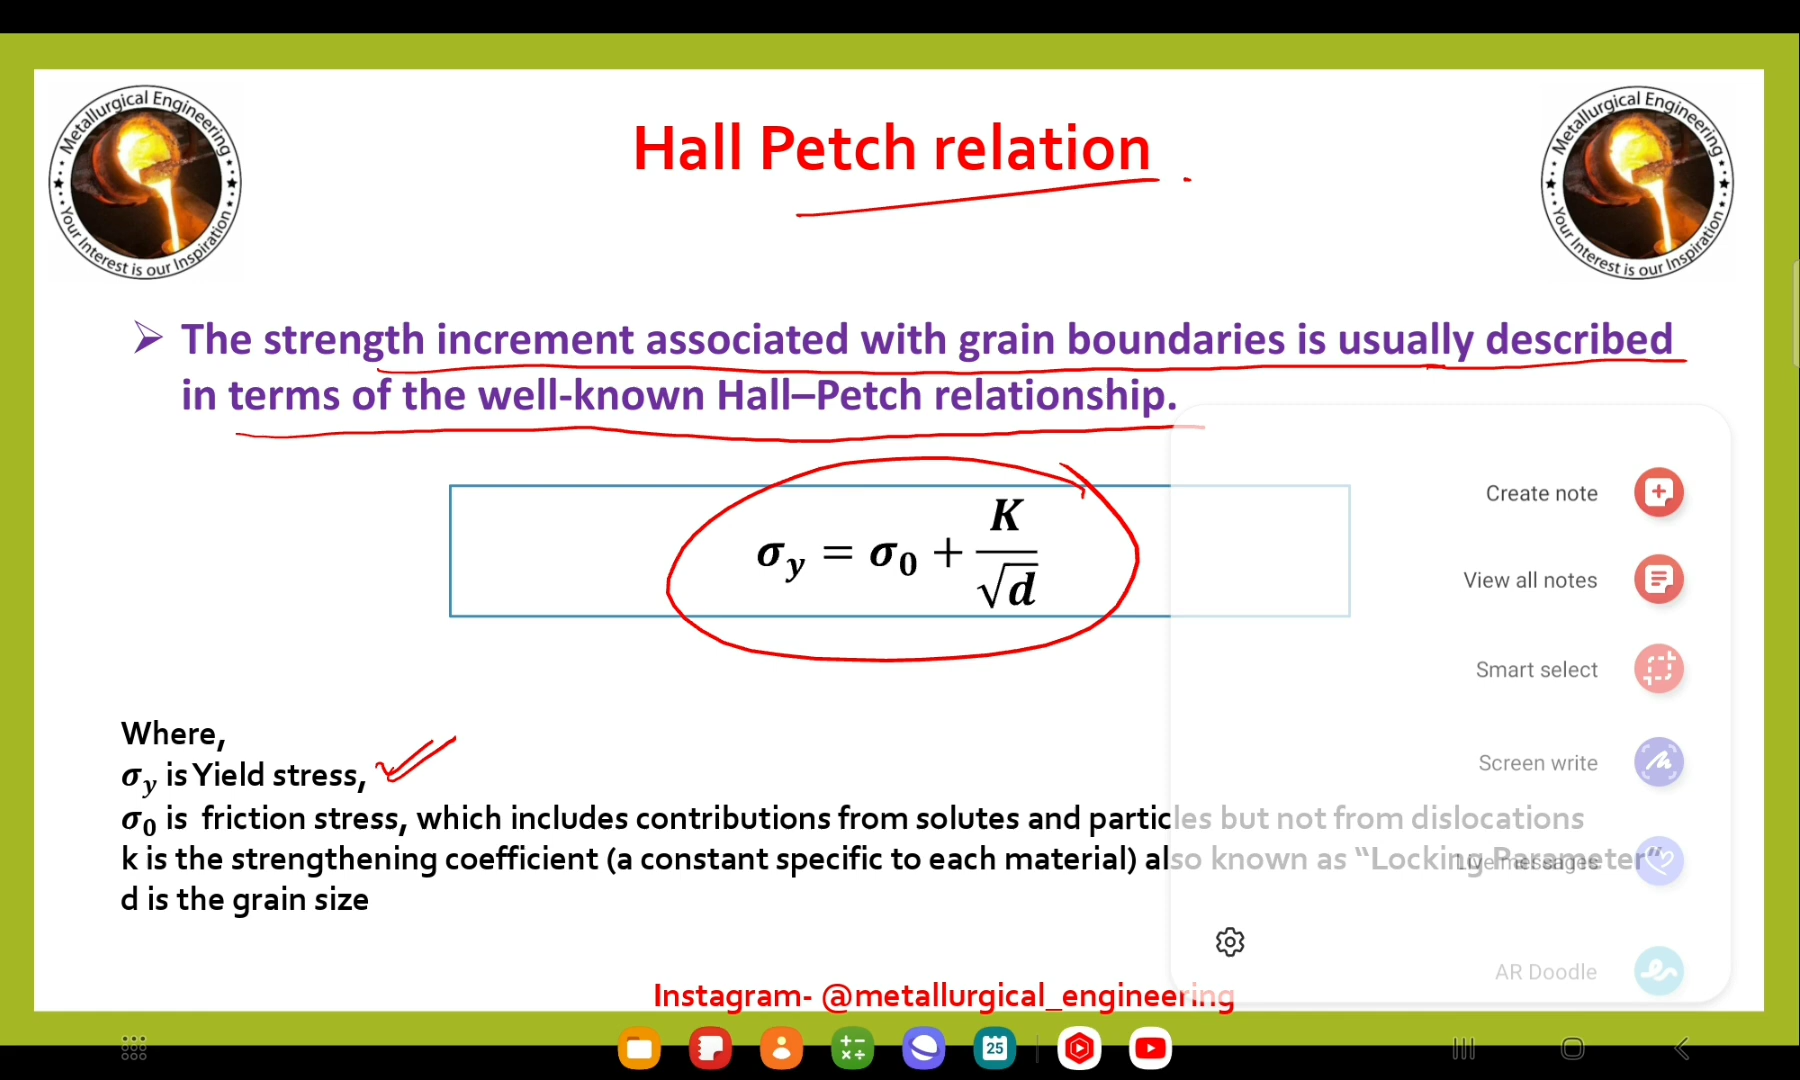 Metallurgical Engineering
Your Interest is our Inspiration
Hall Petch relation
Metallurgical Engineering
Your Interest is our Inspiration
The strength increment associated with grain boundaries is usually described
in terms of the well-known Hall–Petch relationship.
σy = σ0 + K/√d
Create note
View all notes
Smart select
Screen write
Where,
σy is Yield stress,
σ0 is friction stress, which includes contributions from solutes and particles but not from dislocations
k is the strengthening coefficient (a constant specific to each material) also known as “Locking Parameter“
Live messages
d is the grain size
AR Doodle
Instagram- @metallurgical_engineering
25